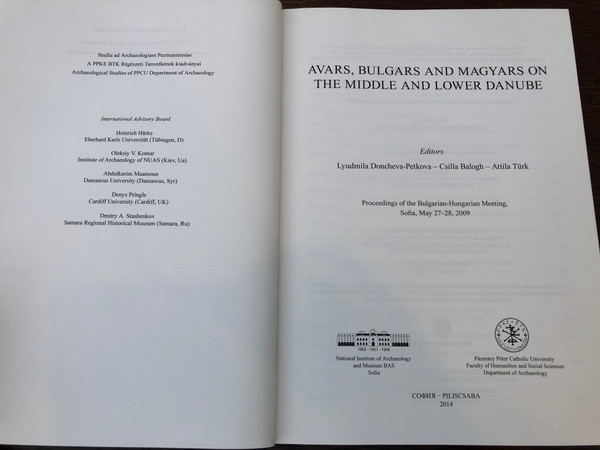 Studia ad Archaeologiam Pazmaniensiae
A PPKE BTK Régészeti Tanszékének kiadványai
Archaeological Studies of PPCU Department of Archaeology
International Advisory Board
Heinrich Härke
Eberhard Karls Universität (Tübingen, D)
Oleksiy V. Komar
Institute of Archaeology of NUAS (Kiev, Ua)
Abdulkarim Maamoun
Damascus University (Damascus, Syr)
Denys Pringle
Cardiff University (Cardiff, UK)
Dmitry A. Stashenkov
Samara Regional Historical Museum (Samara, Ru)
AVARS, BULGARS AND MAGYARS ON
THE MIDDLE AND LOWER DANUBE
Editors
Lyudmila Doncheva-Petkova – Csilla Balogh – Attila Türk
Proceedings of the Bulgarian-Hungarian Meeting,
Sofia, May 27–28, 2009
National Institute of Archaeology
and Museum BAS
Sofia
Pázmány Péter Catholic University
Faculty of Humanities and Social Sciences
Department of Archaeology
СОФИЯ – PILISCSABA
2014